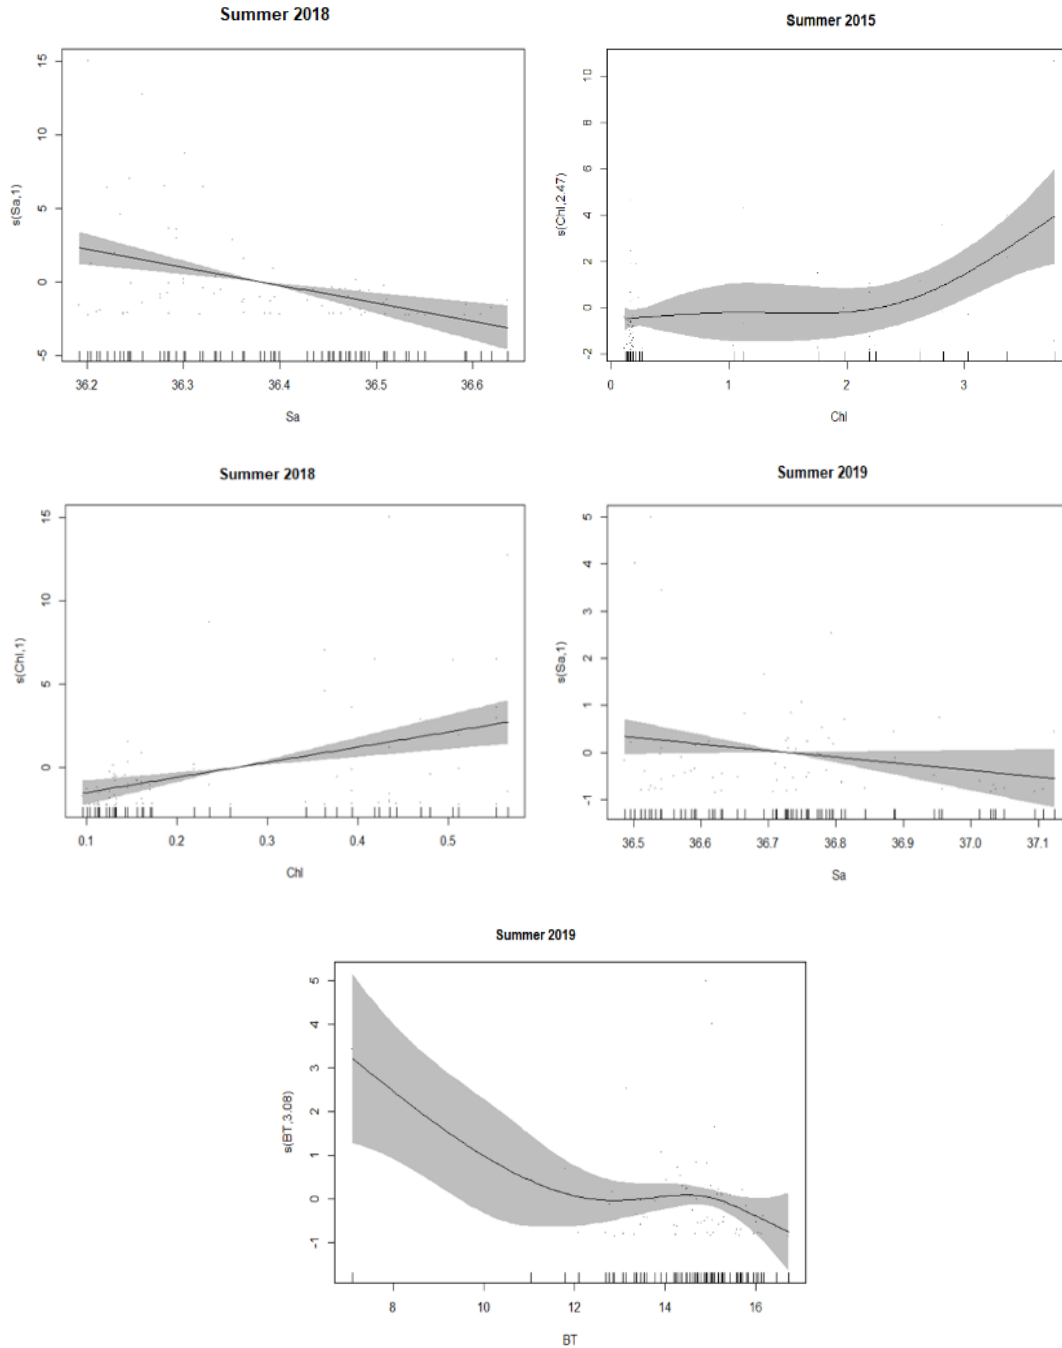 Summer 2018
s(Sa,1)
15
10
5
0
-5
36.2 36.3 36.4 36.5 36.6
Sa
Summer 2015
s(Chl,2.47)
10
8
6
4
2
0
-2
0 1 2 3
Chl
Summer 2018
s(Chl,1)
15
10
5
0
0.1 0.2 0.3 0.4 0.5
Chl
Summer 2019
s(Sa,1)
5
4
3
2
1
0
-1
36.5 36.6 36.7 36.8 36.9 37.0 37.1
Sa
Summer 2019
s(BT,3.08)
5
4
3
2
1
0
-1
8 10 12 14 16
BT